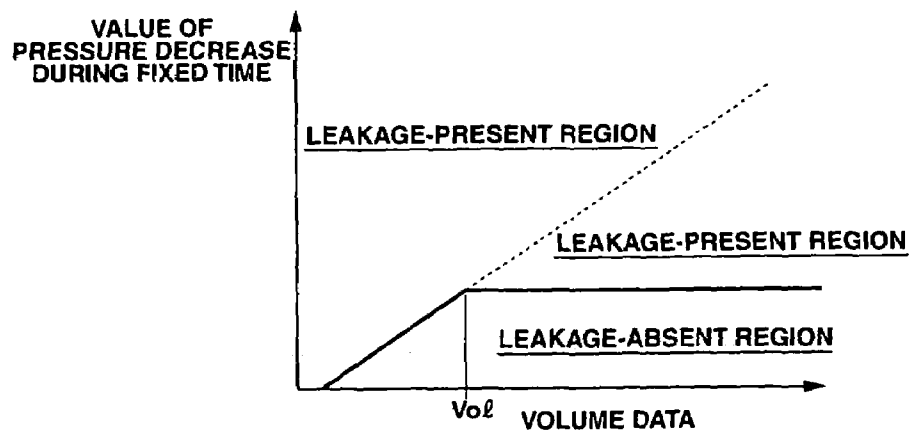 VALUE OF
PRESSURE DECREASE
DURING FIXED TIME
LEAKAGE-PRESENT REGION
LEAKAGE-PRESENT REGION
LEAKAGE-ABSENT REGION
Voℓ
VOLUME DATA